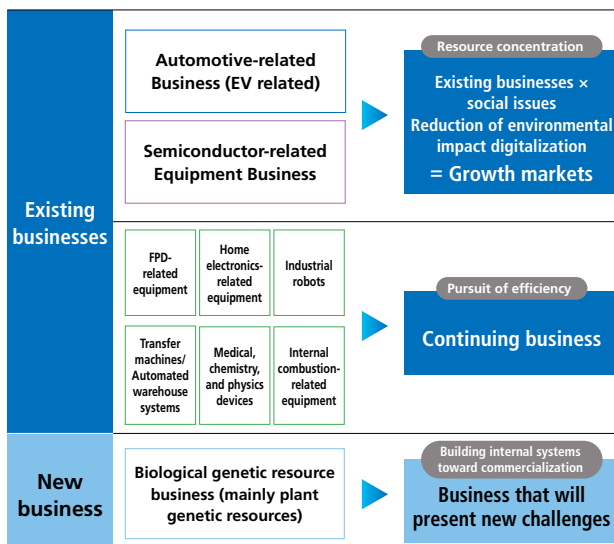 Existing
businesses
Automotive-related
Business (EV related)
Semiconductor-related
Equipment Business
Resource concentration
Existing businesses ×
social issues
Reduction of environmental
impact digitalization
= Growth markets
FPD-
related
equipment
Home
electronics-
related
equipment
Industrial
robots
Transfer
machines/
Automated
warehouse
systems
Medical,
chemistry,
and physics
devices
Internal
combustion-
related
equipment
Pursuit of efficiency
Continuing business
New
business
Biological genetic resource
business (mainly plant
genetic resources)
Building internal systems
toward commercialization
Business that will
present new challenges